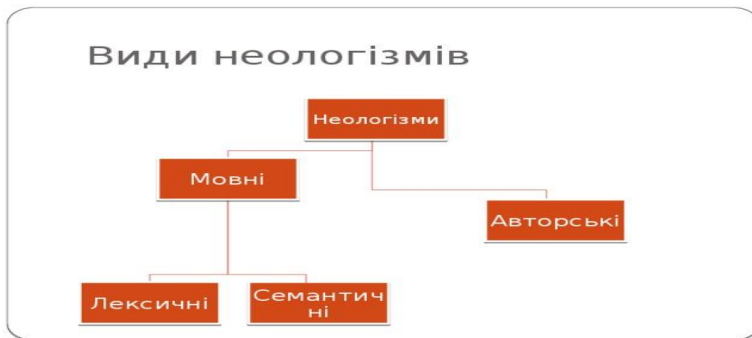 Види неологізмів
Неологізми
Мовні
Авторські
Лексичні
Семантич
ні